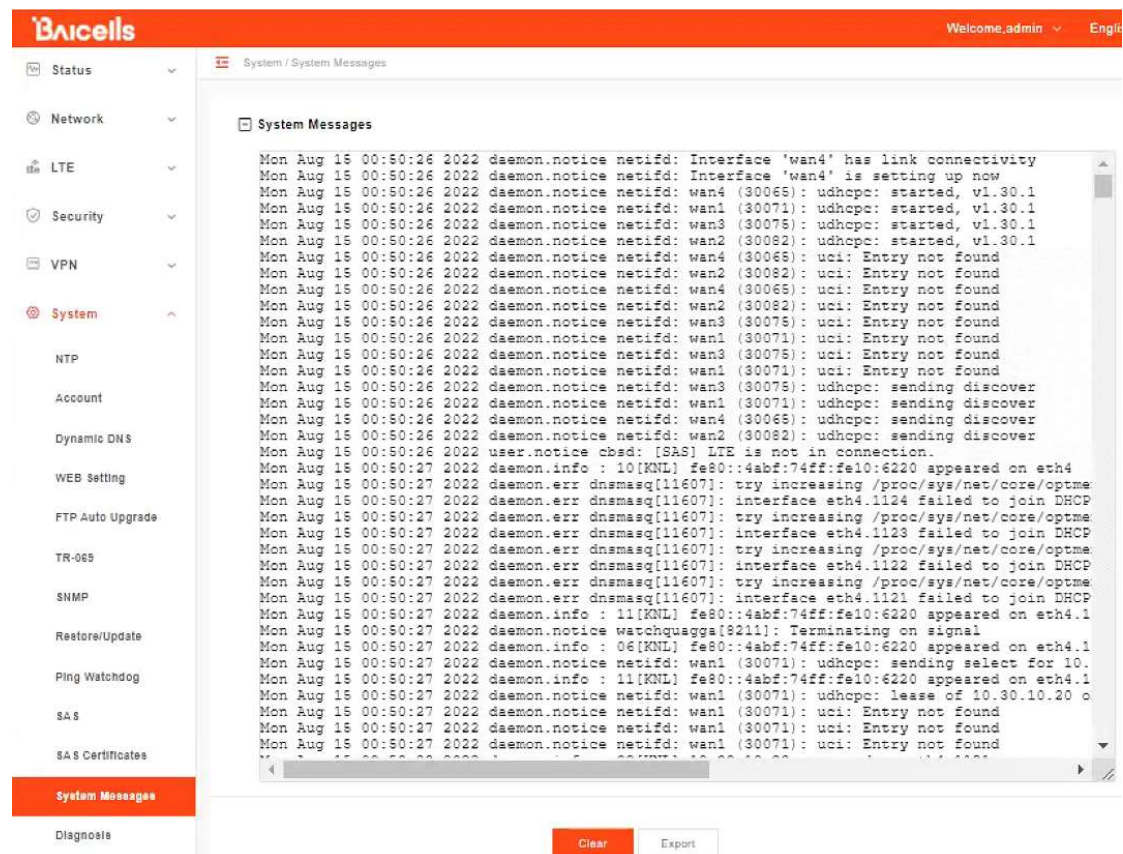 BAICELLS
Welcome,admin
Englis
Status
Network
LTE
Security
VPN
System
NTP
Account
Dynamic DNS
WEB Setting
FTP Auto Upgrade
TR-069
SNMP
Restore/Update
Ping Watchdog
SAS
SAS Certificates
System Messages
Diagnosis
System / System Messages
System Messages
Mon Aug 15 00:50:26 2022 daemon.notice netifd: Interface 'wan4' has link connectivity
Mon Aug 15 00:50:26 2022 daemon.notice netifd: Interface 'wan4' is setting up now
Mon Aug 15 00:50:26 2022 daemon.notice netifd: wan4 (30065): udhcpc: started, v1.30.1
Mon Aug 15 00:50:26 2022 daemon.notice netifd: wan1 (30071): udhcpc: started, v1.30.1
Mon Aug 15 00:50:26 2022 daemon.notice netifd: wan3 (30075): udhcpc: started, v1.30.1
Mon Aug 15 00:50:26 2022 daemon.notice netifd: wan2 (30082): udhcpc: started, v1.30.1
Mon Aug 15 00:50:26 2022 daemon.notice netifd: wan4 (30065): uci: Entry not found
Mon Aug 15 00:50:26 2022 daemon.notice netifd: wan2 (30082): uci: Entry not found
Mon Aug 15 00:50:26 2022 daemon.notice netifd: wan4 (30065): uci: Entry not found
Mon Aug 15 00:50:26 2022 daemon.notice netifd: wan2 (30082): uci: Entry not found
Mon Aug 15 00:50:26 2022 daemon.notice netifd: wan3 (30075): uci: Entry not found
Mon Aug 15 00:50:26 2022 daemon.notice netifd: wan1 (30071): uci: Entry not found
Mon Aug 15 00:50:26 2022 daemon.notice netifd: wan3 (30075): uci: Entry not found
Mon Aug 15 00:50:26 2022 daemon.notice netifd: wan1 (30071): uci: Entry not found
Mon Aug 15 00:50:26 2022 daemon.notice netifd: wan3 (30075): udhcpc: sending discover
Mon Aug 15 00:50:26 2022 daemon.notice netifd: wan1 (30071): udhcpc: sending discover
Mon Aug 15 00:50:26 2022 daemon.notice netifd: wan4 (30065): udhcpc: sending discover
Mon Aug 15 00:50:26 2022 daemon.notice netifd: wan2 (30082): udhcpc: sending discover
Mon Aug 15 00:50:26 2022 user.notice cbsd: [SAS] LTE is not in connection.
Mon Aug 15 00:50:27 2022 daemon.info : 10[KNL] fe80::4abf:74ff:fe10:6220 appeared on eth4
Mon Aug 15 00:50:27 2022 daemon.err dnsmasq[11607]: try increasing /proc/sys/net/core/optme
Mon Aug 15 00:50:27 2022 daemon.err dnsmasq[11607]: interface eth4.1124 failed to join DHCP
Mon Aug 15 00:50:27 2022 daemon.err dnsmasq[11607]: try increasing /proc/sys/net/core/optme
Mon Aug 15 00:50:27 2022 daemon.err dnsmasq[11607]: interface eth4.1123 failed to join DHCP
Mon Aug 15 00:50:27 2022 daemon.err dnsmasq[11607]: try increasing /proc/sys/net/core/optme
Mon Aug 15 00:50:27 2022 daemon.err dnsmasq[11607]: interface eth4.1122 failed to join DHCP
Mon Aug 15 00:50:27 2022 daemon.err dnsmasq[11607]: try increasing /proc/sys/net/core/optme
Mon Aug 15 00:50:27 2022 daemon.err dnsmasq[11607]: interface eth4.1121 failed to join DHCP
Mon Aug 15 00:50:27 2022 daemon.info : 11[KNL] fe80::4abf:74ff:fe10:6220 appeared on eth4.1
Mon Aug 15 00:50:27 2022 daemon.notice watchquagga[8211]: Terminating on signal
Mon Aug 15 00:50:27 2022 daemon.info : 06[KNL] fe80::4abf:74ff:fe10:6220 appeared on eth4.1
Mon Aug 15 00:50:27 2022 daemon.notice netifd: wan1 (30071): udhcpc: sending select for 10.
Mon Aug 15 00:50:27 2022 daemon.info : 11[KNL] fe80::4abf:74ff:fe10:6220 appeared on eth4.1
Mon Aug 15 00:50:27 2022 daemon.notice netifd: wan1 (30071): udhcpc: lease of 10.30.10.20 o
Mon Aug 15 00:50:27 2022 daemon.notice netifd: wan1 (30071): uci: Entry not found
Mon Aug 15 00:50:27 2022 daemon.notice netifd: wan1 (30071): uci: Entry not found
Mon Aug 15 00:50:27 2022 daemon.notice netifd: wan1 (30071): uci: Entry not found
Clear
Export